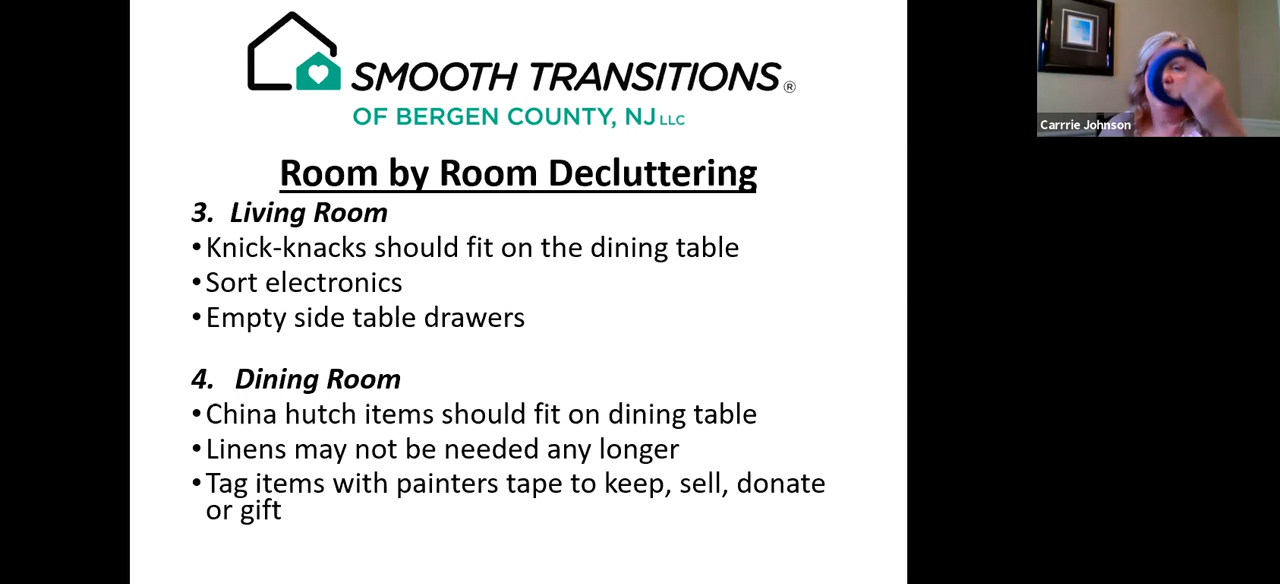 SMOOTH TRANSITIONS®
OF BERGEN COUNTY, NJ LLC
Carrrie Johnson
Room by Room Decluttering
3. Living Room
•Knick-knacks should fit on the dining table
•Sort electronics
•Empty side table drawers
4. Dining Room
•China hutch items should fit on dining table
•Linens may not be needed any longer
•Tag items with painters tape to keep, sell, donate
or gift